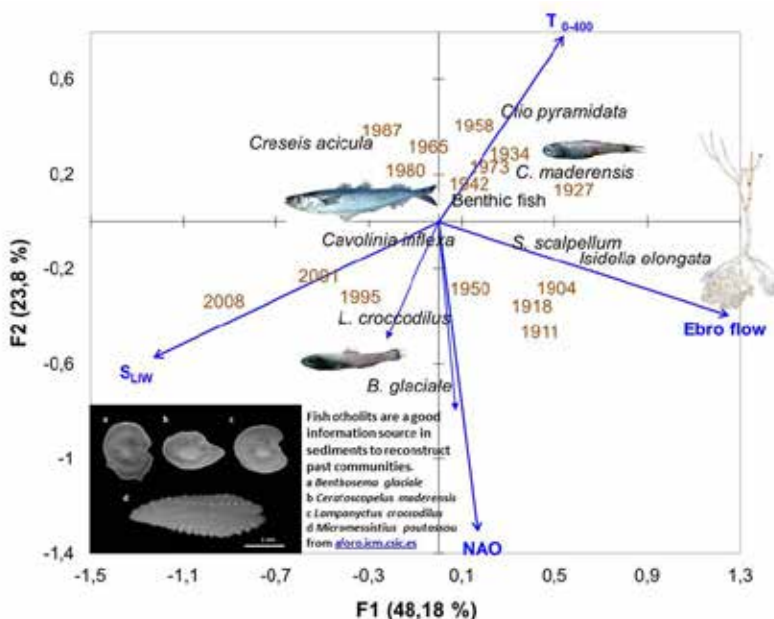 T 0-400
0,6
0,2
-0,2
-0,6
-1
-1,4
F2 (23,8 %)
1987
1958
Clio pyramidata
Creseis acicula
1965
1934
1980
1973
C. maderensis
1942
1927
Benthic fish
Cavolinia inflexa
S. scalpellum
Isidella elongata
2001
2008
1995
1950
1904
1918
1911
L. croccodilus
Ebro flow
SLIW
B. glaciale
NAO
a
b
c
d
Fish otholits are a good
information source in
sediments to reconstruct
past communities.
a Benthosema glaciale
b Ceratoscopelus maderensis
c Lampanyctus crocodilus
d Micromessistius poutassou
from aforo.icm.csic.es
-1,5
-1,1
-0,7
-0,3
0,1
0,5
0,9
1,3
F1 (48,18 %)